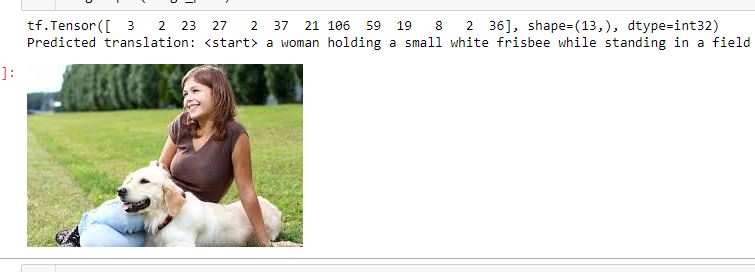 tf.Tensor([ 3 2 23 27 2 37 21 106 59 19 8 2 36], shape=(13,), dtype=int32)
Predicted translation: <start> a woman holding a small white frisbee while standing in a field
]: